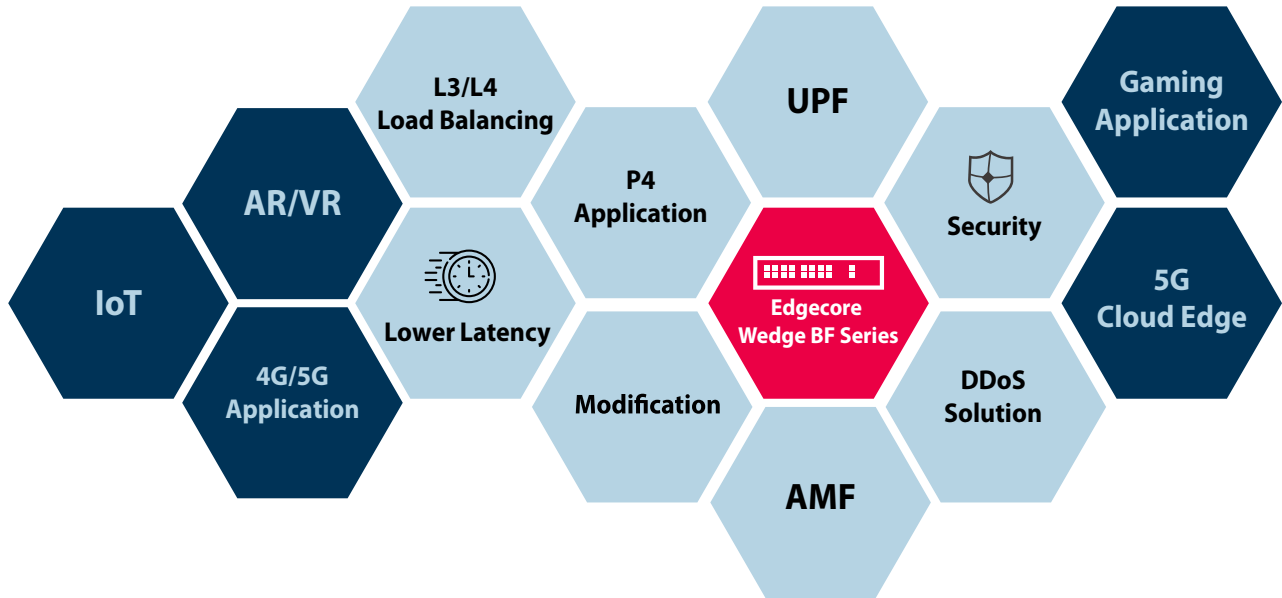 L3/L4
Load Balancing
UPF
Gaming
Application
AR/VR
P4
Application
Security
IoT
Lower Latency
Edgecore
Wedge BF Series
5G
Cloud Edge
4G/5G
Application
Modification
DDoS
Solution
AMF